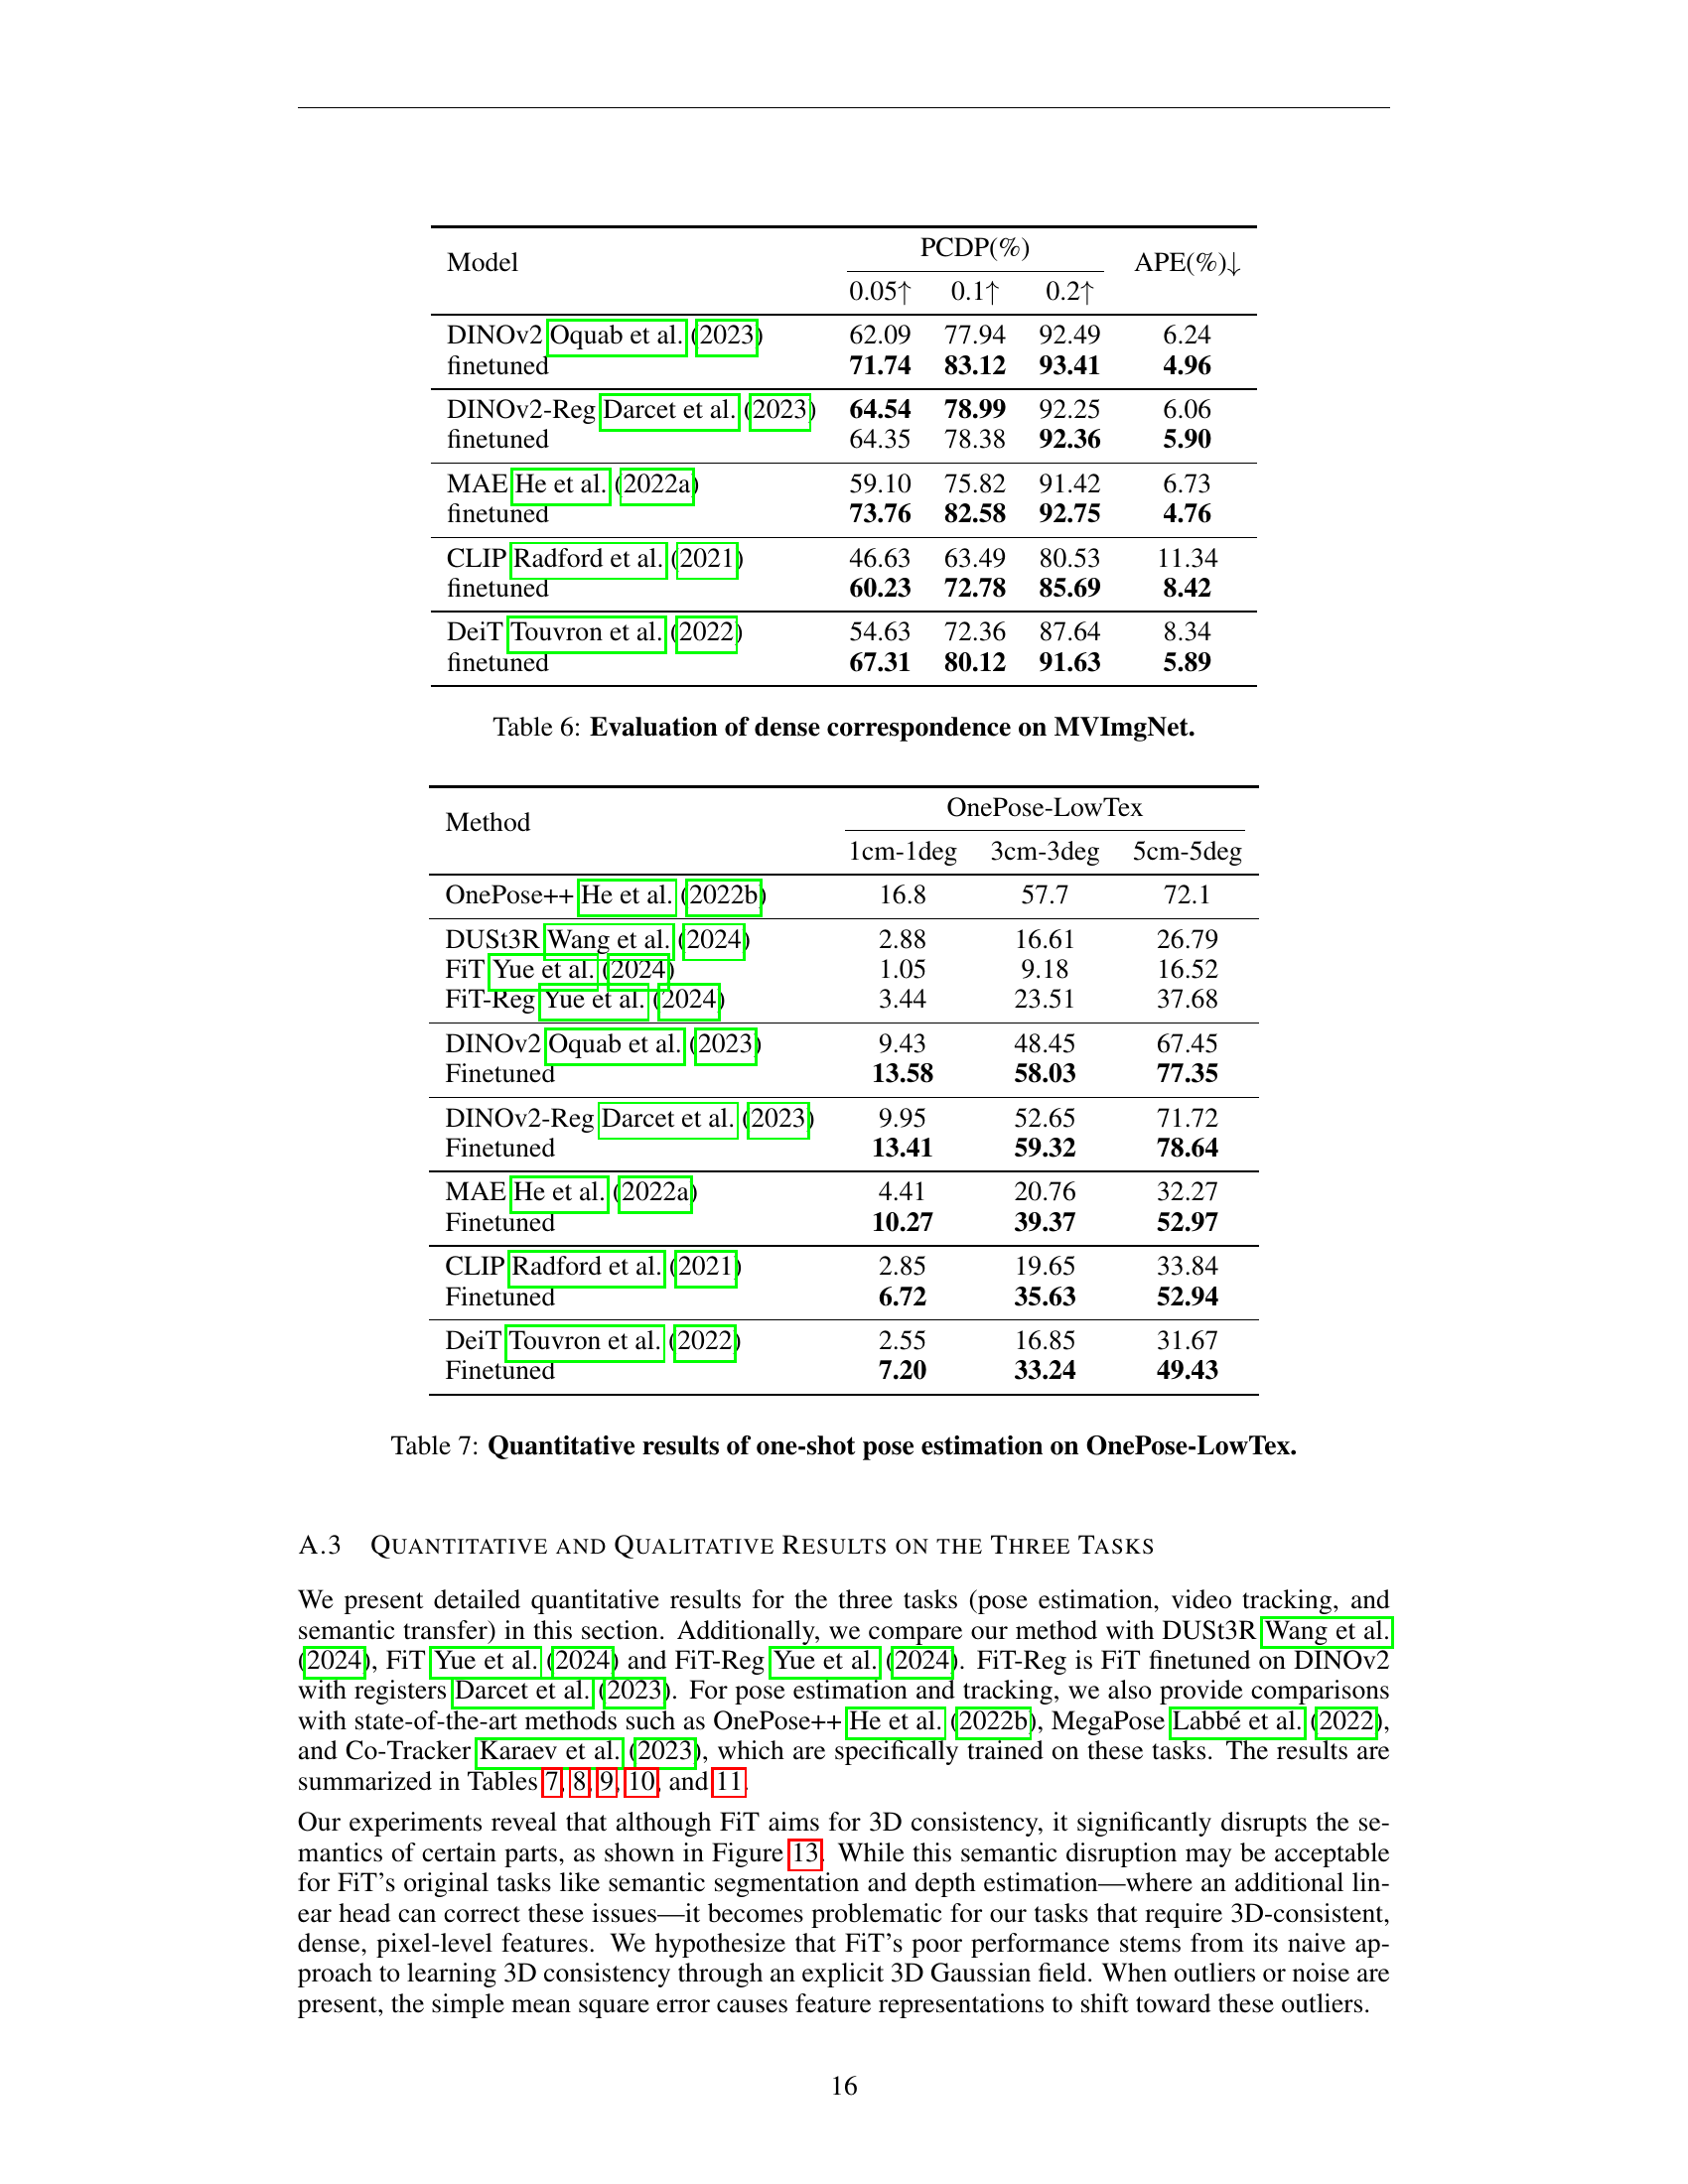 Model PCDP(%) APE(%)↓
0.05↑ 0.1↑ 0.2↑
DINOv2 Oquab et al. (2023) 62.09 77.94 92.49 6.24
finetuned 71.74 83.12 93.41 4.96
DINOv2-Reg Darcet et al. (2023) 64.54 78.99 92.25 6.06
finetuned 64.35 78.38 92.36 5.90
MAE He et al. (2022a) 59.10 75.82 91.42 6.73
finetuned 73.76 82.58 92.75 4.76
CLIP Radford et al. (2021) 46.63 63.49 80.53 11.34
finetuned 60.23 72.78 85.69 8.42
DeiT Touvron et al. (2022) 54.63 72.36 87.64 8.34
finetuned 67.31 80.12 91.63 5.89
Table 6: Evaluation of dense correspondence on MVImgNet.
Method OnePose-LowTex
1cm-1deg 3cm-3deg 5cm-5deg
OnePose++ He et al. (2022b) 16.8 57.7 72.1
DUSt3R Wang et al. (2024) 2.88 16.61 26.79
FiT Yue et al. (2024) 1.05 9.18 16.52
FiT-Reg Yue et al. (2024) 3.44 23.51 37.68
DINOv2 Oquab et al. (2023) 9.43 48.45 67.45
Finetuned 13.58 58.03 77.35
DINOv2-Reg Darcet et al. (2023) 9.95 52.65 71.72
Finetuned 13.41 59.32 78.64
MAE He et al. (2022a) 4.41 20.76 32.27
Finetuned 10.27 39.37 52.97
CLIP Radford et al. (2021) 2.85 19.65 33.84
Finetuned 6.72 35.63 52.94
DeiT Touvron et al. (2022) 2.55 16.85 31.67
Finetuned 7.20 33.24 49.43
Table 7: Quantitative results of one-shot pose estimation on OnePose-LowTex.
A.3 QUANTITATIVE AND QUALITATIVE RESULTS ON THE THREE TASKS
We present detailed quantitative results for the three tasks (pose estimation, video tracking, and
semantic transfer) in this section. Additionally, we compare our method with DUSt3R Wang et al.
(2024), FiT Yue et al. (2024) and FiT-Reg Yue et al. (2024). FiT-Reg is FiT finetuned on DINOv2
with registers Darcet et al. (2023). For pose estimation and tracking, we also provide comparisons
with state-of-the-art methods such as OnePose++ He et al. (2022b), MegaPose Labbé et al. (2022),
and Co-Tracker Karaev et al. (2023), which are specifically trained on these tasks. The results are
summarized in Tables 7, 8, 9, 10, and 11.
Our experiments reveal that although FiT aims for 3D consistency, it significantly disrupts the se-
mantics of certain parts, as shown in Figure 13. While this semantic disruption may be acceptable
for FiT's original tasks like semantic segmentation and depth estimation—where an additional lin-
ear head can correct these issues—it becomes problematic for our tasks that require 3D-consistent,
dense, pixel-level features. We hypothesize that FiT's poor performance stems from its naive ap-
proach to learning 3D consistency through an explicit 3D Gaussian field. When outliers or noise are
present, the simple mean square error causes feature representations to shift toward these outliers.
16